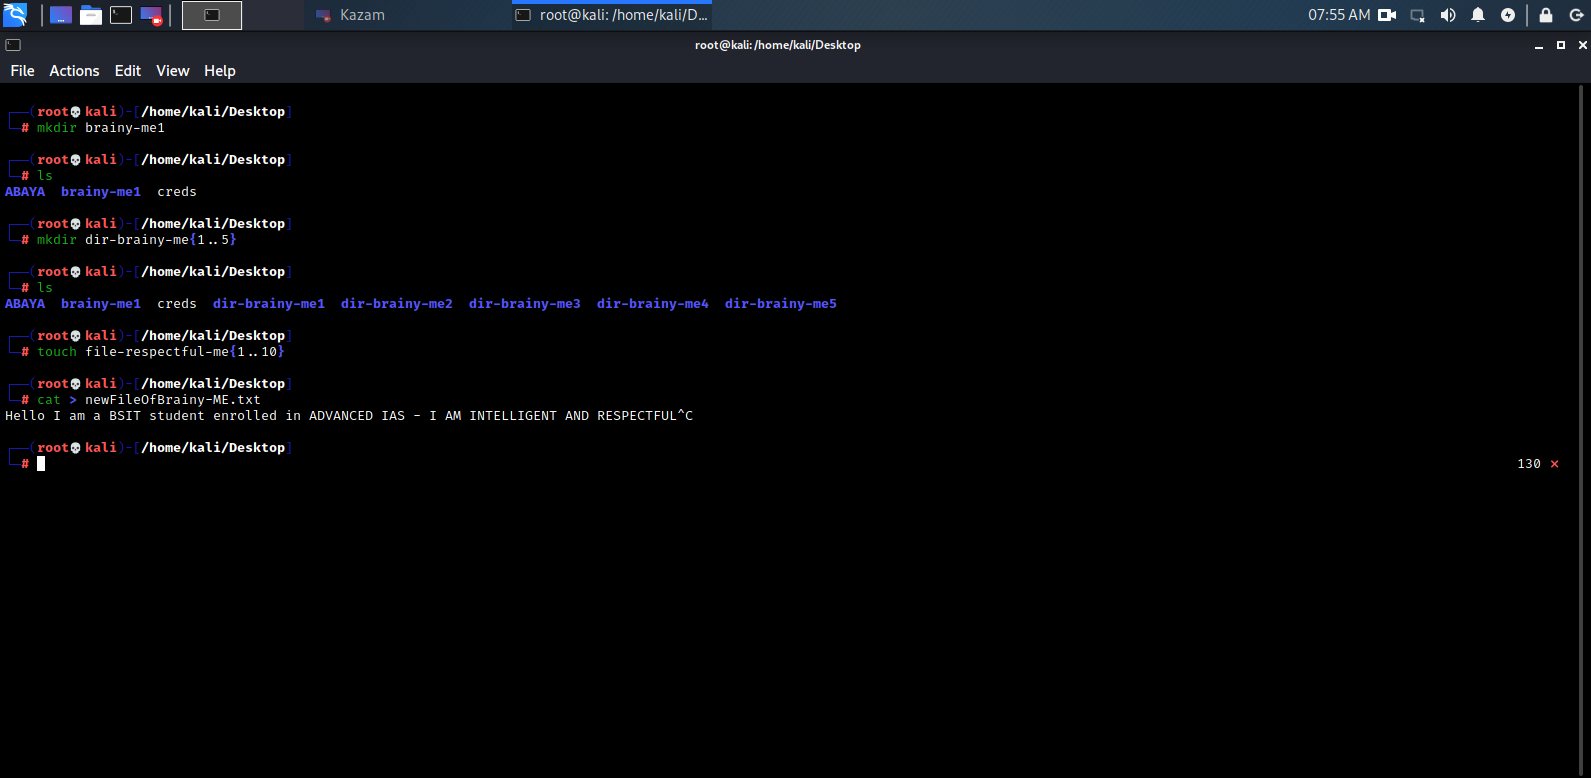 Kazam
root@kali: /home/kali/D...
07:55 AM
root@kali:/home/kali/Desktop
File Actions Edit View Help
┌──(root💀kali)-[/home/kali/Desktop]
└─# mkdir brainy-me1
┌──(root💀kali)-[/home/kali/Desktop]
└─# ls
ABAYA brainy-me1 creds
┌──(root💀kali)-[/home/kali/Desktop]
└─# mkdir dir-brainy-me{1..5}
┌──(root💀kali)-[/home/kali/Desktop]
└─# ls
ABAYA brainy-me1 creds dir-brainy-me1 dir-brainy-me2 dir-brainy-me3 dir-brainy-me4 dir-brainy-me5
┌──(root💀kali)-[/home/kali/Desktop]
└─# touch file-respectful-me{1..10}
┌──(root💀kali)-[/home/kali/Desktop]
└─# cat > newFileOfBrainy-ME.txt
Hello I am a BSIT student enrolled in ADVANCED IAS - I AM INTELLIGENT AND RESPECTFUL^C
┌──(root💀kali)-[/home/kali/Desktop]
└─# 130 ⨯